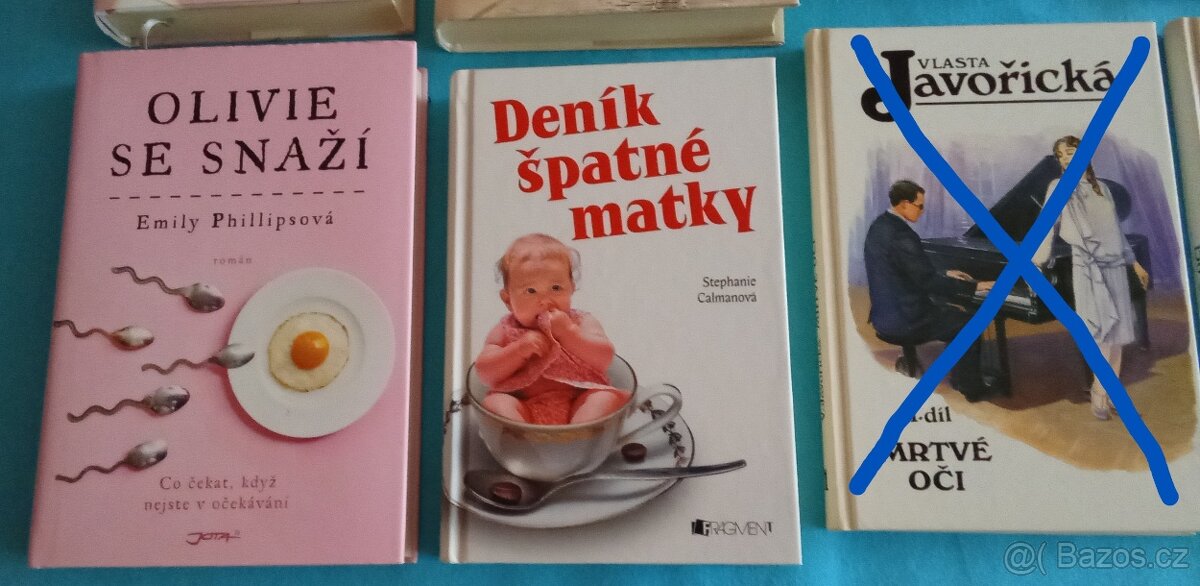 OLIVIE
SE SNAŽÍ
Emily Phillipsová
román
Co čekat, když
nejste v očekávání
JOTA
Deník
špatné
matky
Stephanie
Calmanová
FRAGMENT
VLASTA
Javořická
díl
MRTVÉ
OČI
@( Bazos.cz